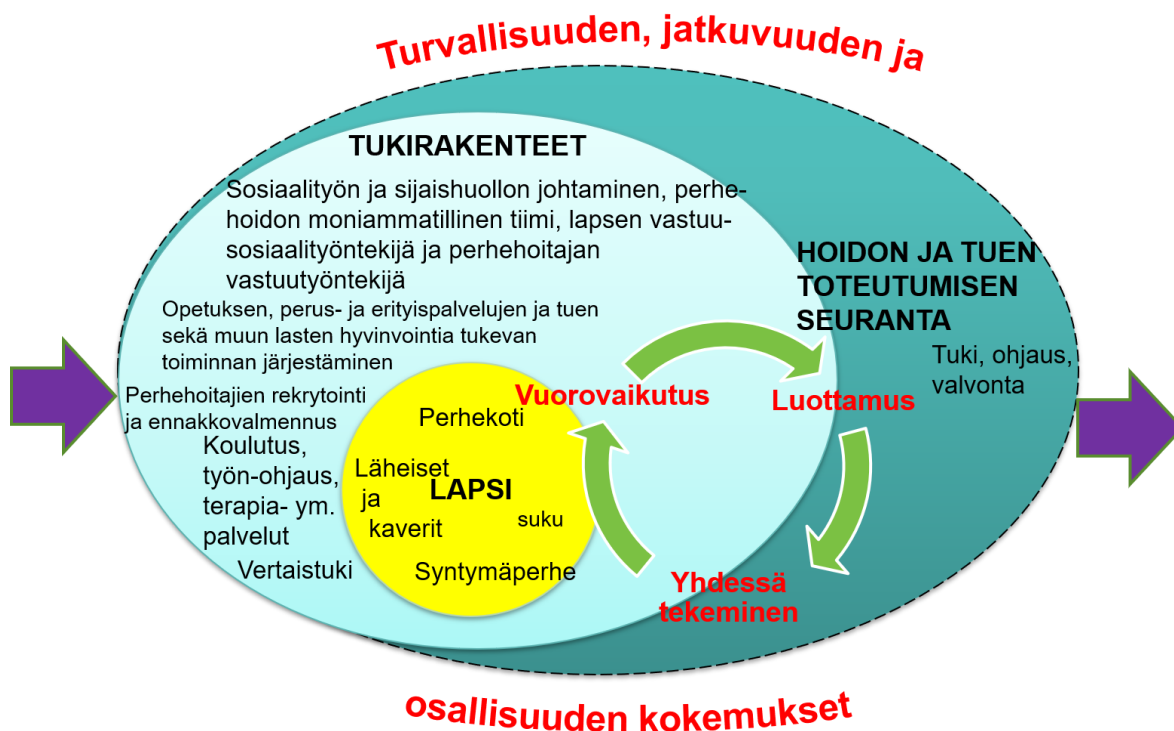 Turvallisuuden, jatkuvuuden ja
TUKIRAKENTEET
Sosiaalityön ja sijaishuollon johtaminen, perhe-
hoidon moniammatillinen tiimi, lapsen vastuu-
sosiaalityöntekijä ja perhehoitajan
vastuutyöntekijä
Opetuksen, perus- ja erityispalvelujen ja tuen
sekä muun lasten hyvinvointia tukevan
toiminnan järjestäminen
Perhehoitajien rekrytointi
ja ennakkovalmennus
Koulutus,
työn-ohjaus,
terapia- ym.
palvelut
Vertaistuki
Perhekoti
Läheiset
ja
kaverit
LAPSI
suku
Syntymäperhe
Vuorovaikutus
Luottamus
Yhdessä
tekeminen
HOIDON JA TUEN
TOTEUTUMISEN
SEURANTA
Tuki, ohjaus,
valvonta
osallisuuden kokemukset